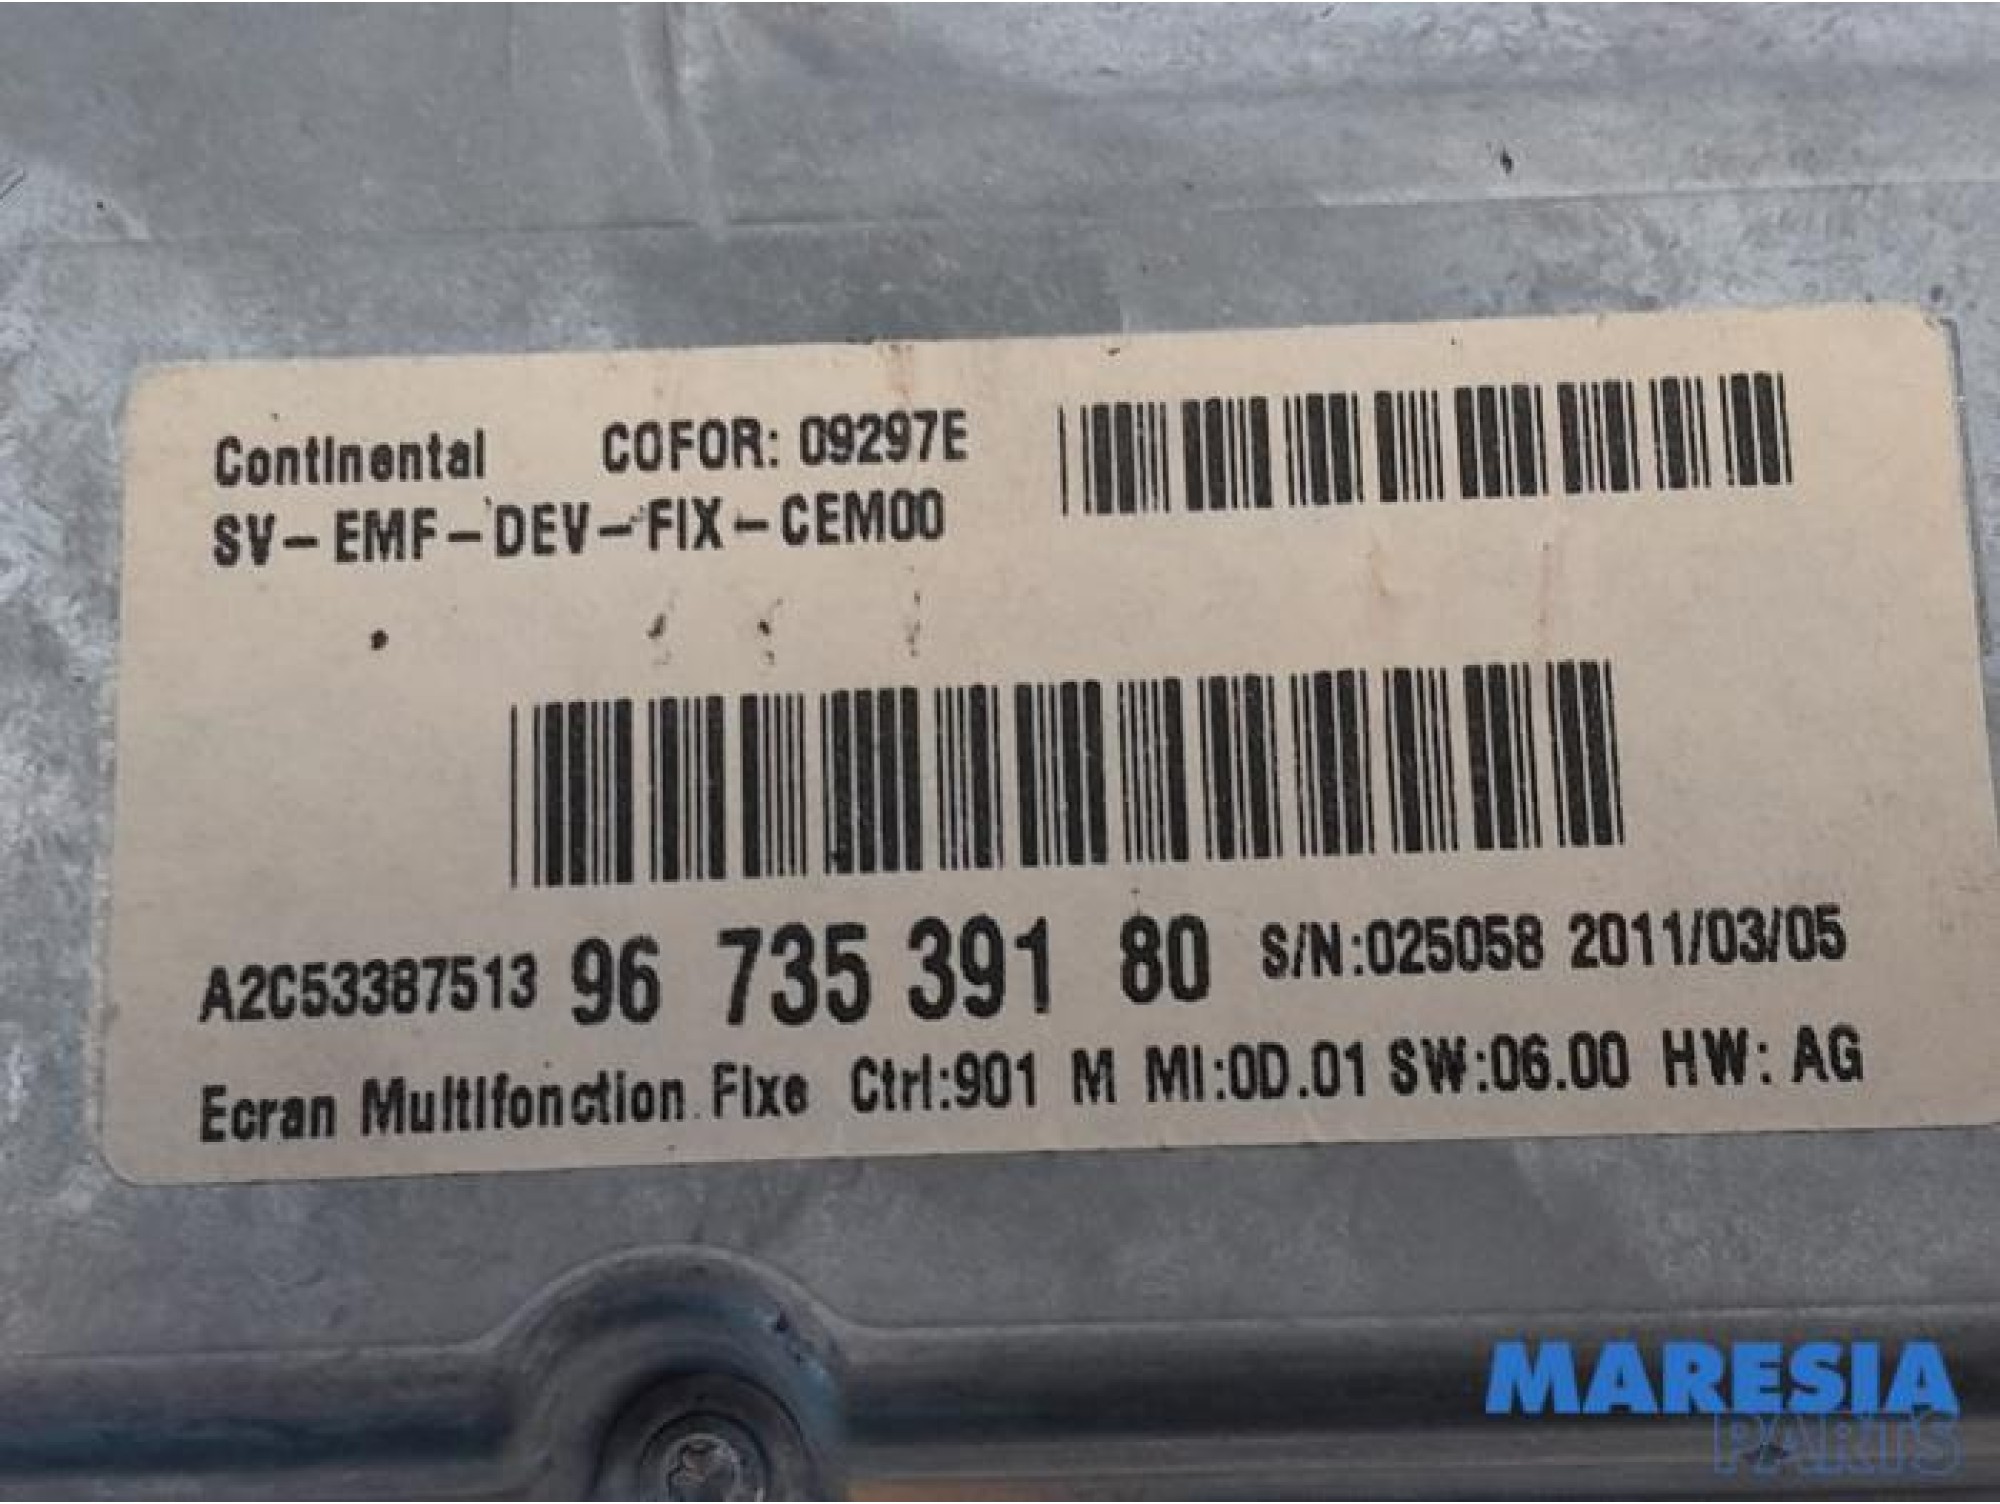 Continental COFOR: 09297E
SV-EMF-DEV-FIX-CEM00
A2C53387513 96 735 391 80 S/N:025058 2011/03/05
Ecran Multifonction Fixe Ctrl:901 M MI:0D.01 SW:06.00 HW: AG
MARESIA
PARTS